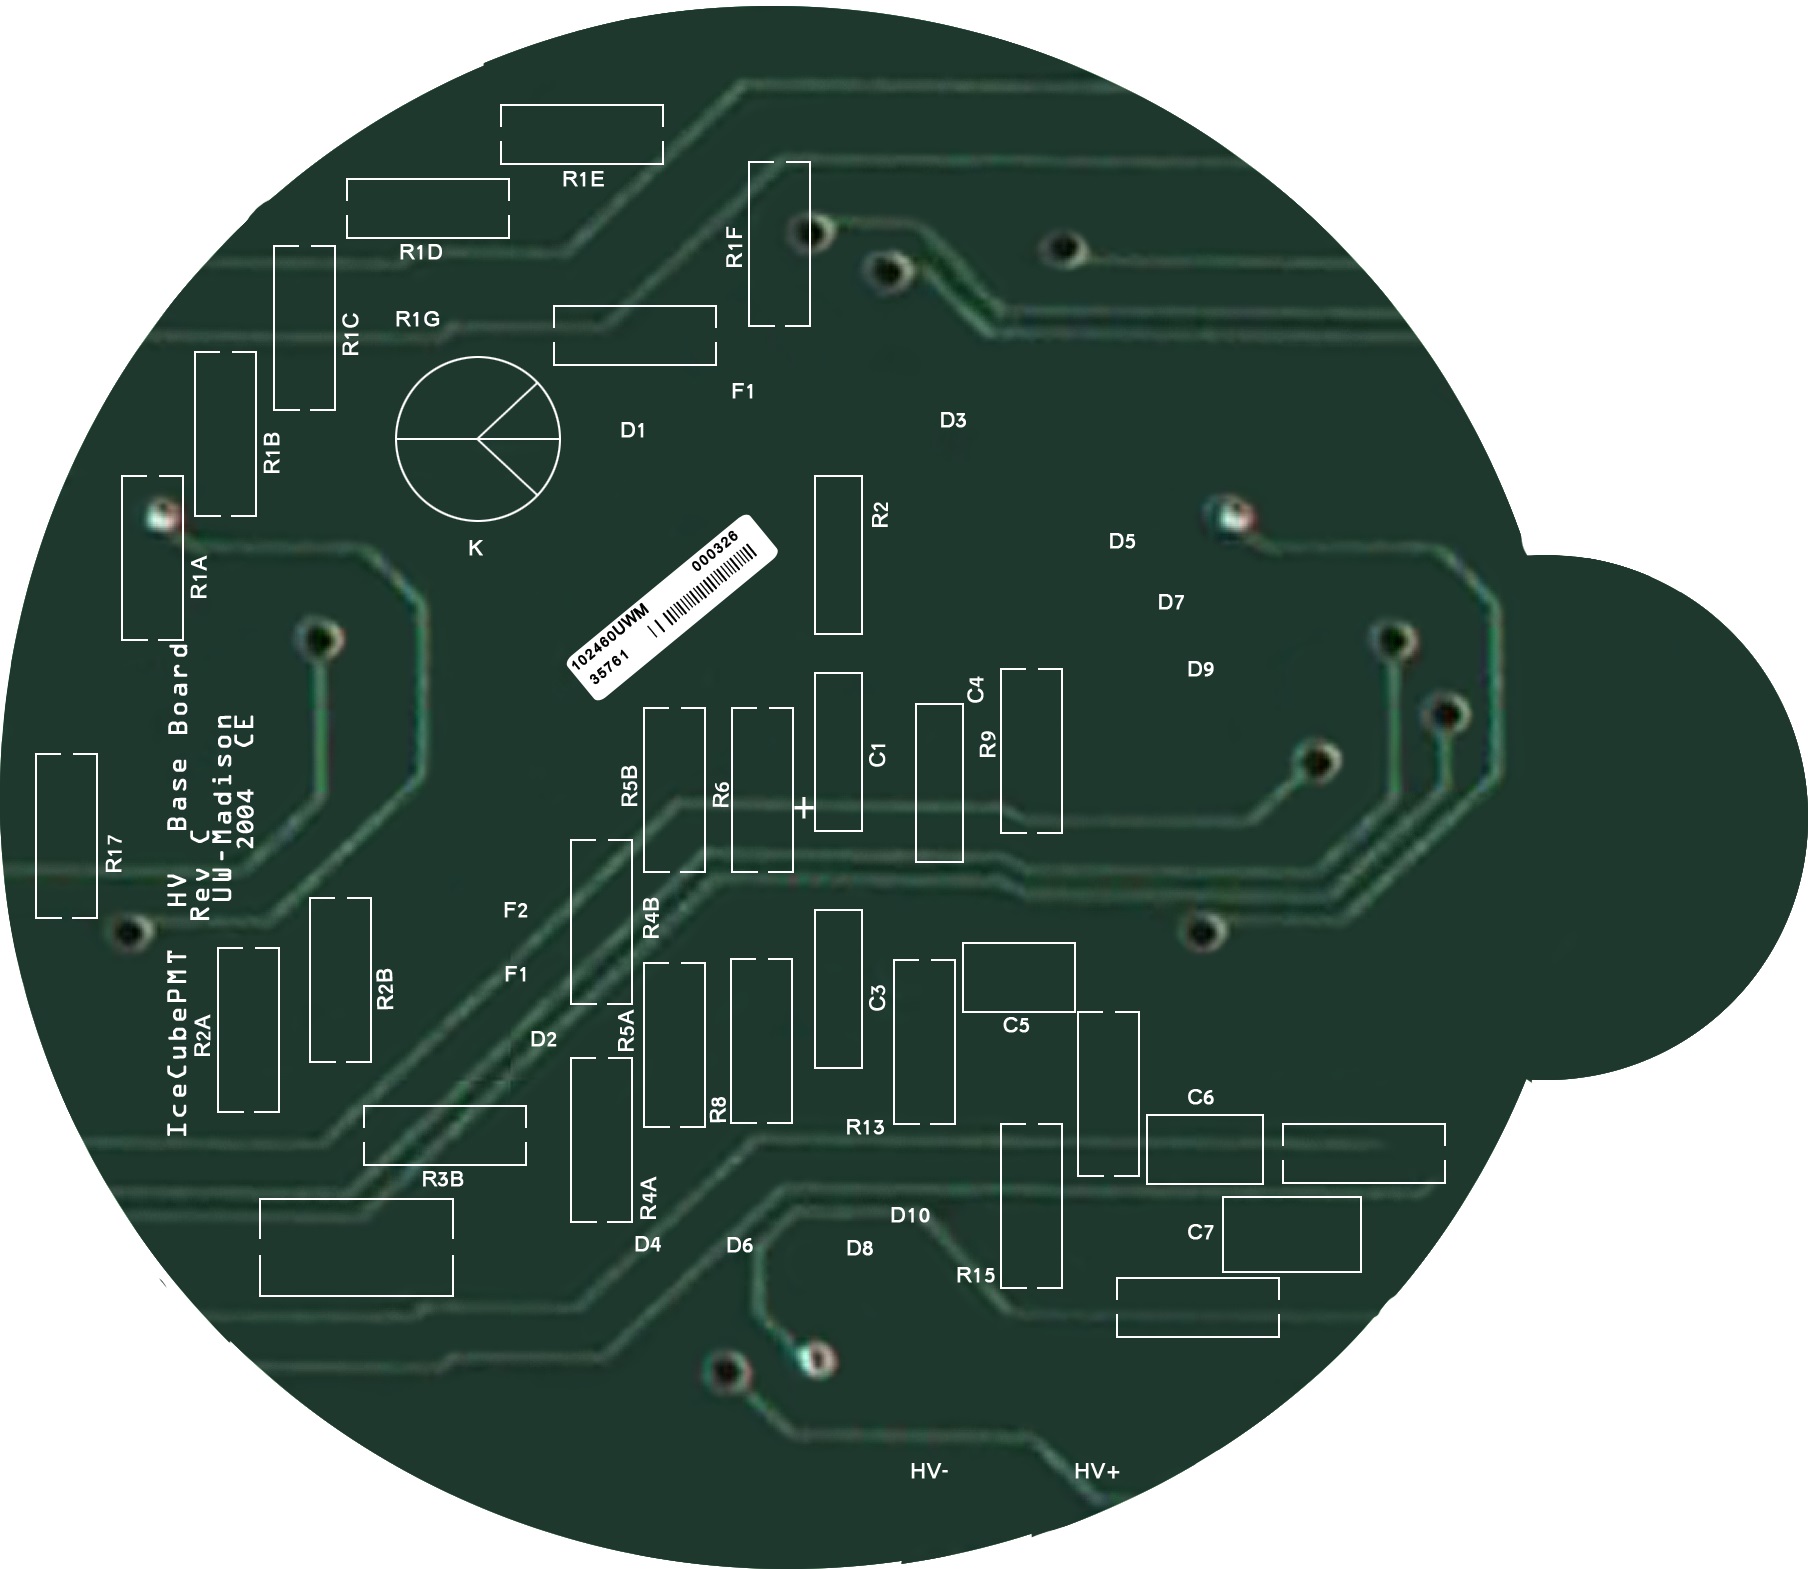 R1E
R1D
R1F
R1C
R1G
F1
D1
D3
R1B
R2
K
D5
R1A
000326
102460UWM
35761
D7
D9
C4
R9
C1
R5B
R6
+
R17
IceCubePMT HV Base Board
Rev C
UW-Madison
2004 CE
F2
R4B
F1
R2B
R2A
D2
R5A
C3
C5
R8
C6
R13
R3B
R4A
D10
D4
D6
D8
C7
R15
HV-
HV+